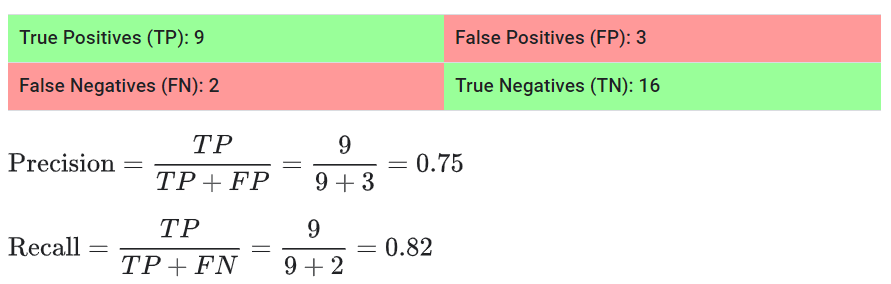 True Positives (TP): 9 False Positives (FP): 3
False Negatives (FN): 2 True Negatives (TN): 16
Precision = TP / (TP + FP) = 9 / (9 + 3) = 0.75
Recall = TP / (TP + FN) = 9 / (9 + 2) = 0.82